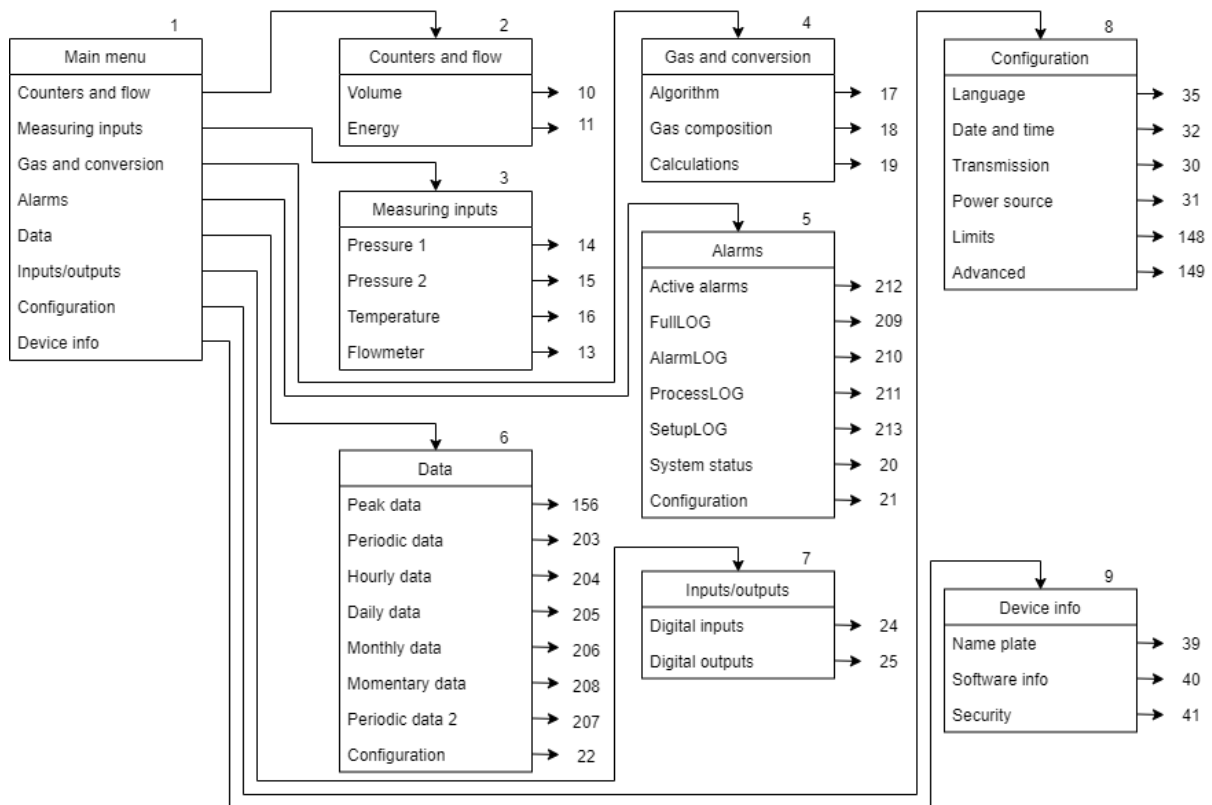 1
Main menu
Counters and flow
Measuring inputs
Gas and conversion
Alarms
Data
Inputs/outputs
Configuration
Device info
2
Counters and flow
Volume 10
Energy 11
3
Measuring inputs
Pressure 1 14
Pressure 2 15
Temperature 16
Flowmeter 13
4
Gas and conversion
Algorithm 17
Gas composition 18
Calculations 19
5
Alarms
Active alarms 212
FullLOG 209
AlarmLOG 210
ProcessLOG 211
SetupLOG 213
System status 20
Configuration 21
6
Data
Peak data 156
Periodic data 203
Hourly data 204
Daily data 205
Monthly data 206
Momentary data 208
Periodic data 2 207
Configuration 22
7
Inputs/outputs
Digital inputs 24
Digital outputs 25
8
Configuration
Language 35
Date and time 32
Transmission 30
Power source 31
Limits 148
Advanced 149
9
Device info
Name plate 39
Software info 40
Security 41